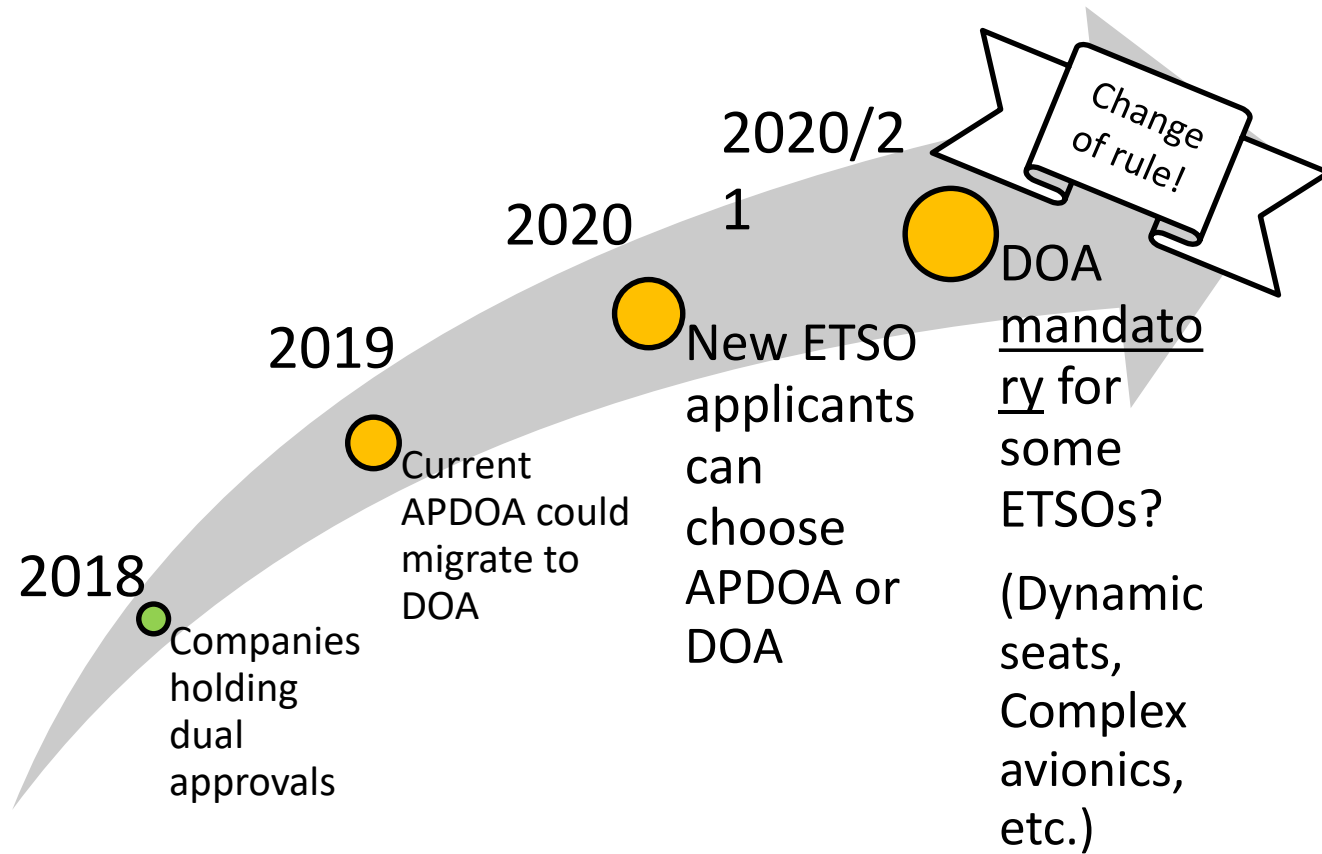 2018
Companies
holding
dual
approvals
2019
Current
APDOA could
migrate to
DOA
2020
New ETSO
applicants
can
choose
APDOA or
DOA
2020/2
1
DOA
mandato
ry for
some
ETSOs?
(Dynamic
seats,
Complex
avionics,
etc.)
Change
of rule!